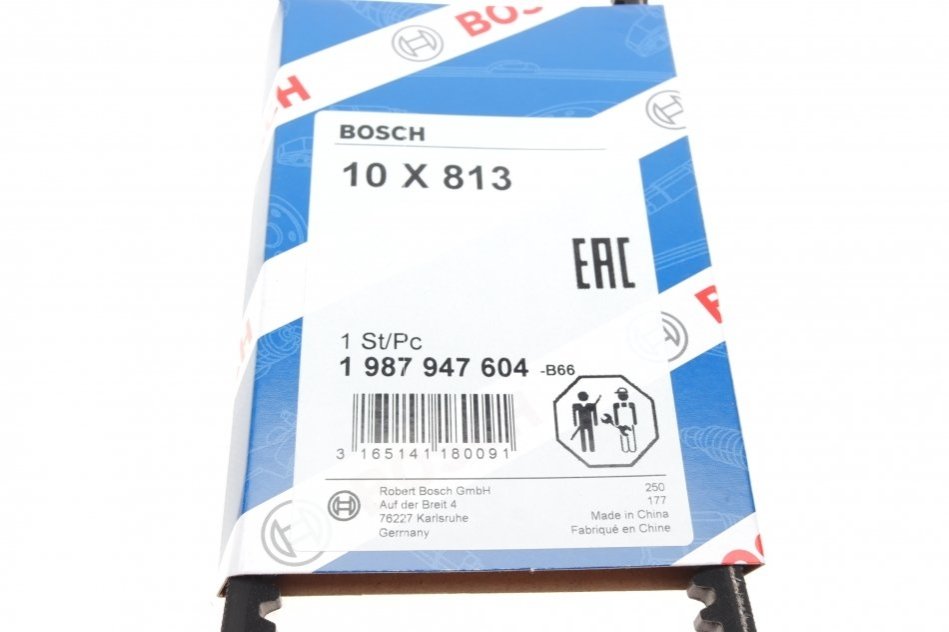 BOSCH
BOSCH
10 X 813
EAC
1 St/Pc
1 987 947 604 -B66
3 165141 180091
Robert Bosch GmbH
Auf der Breit 4
76227 Karlsruhe
Germany
250
177
Made in China
Fabriqué en Chine